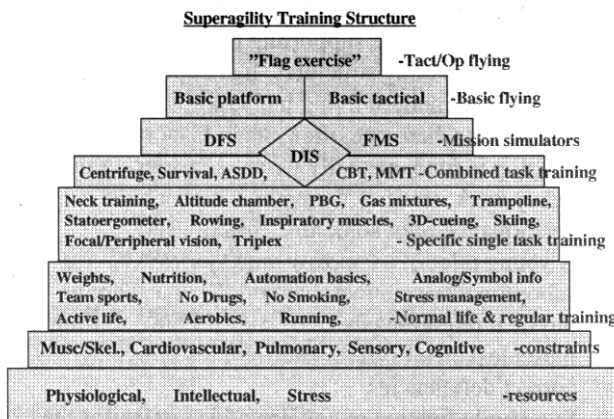 Superagility Training Structure
"Flag exercise" -Tact/Op flying
Basic platform Basic tactical -Basic flying
DFS FMS -Mission simulators
DIS
Centrifuge, Survival, ASDD, CBT, MMT -Combined task training
Neck training, Altitude chamber, PBG, Gas mixtures, Trampoline,
Statoergometer, Rowing, Inspiratory muscles, 3D-cueing, Skiing,
Focal/Peripheral vision, Triplex - Specific single task training
Weights, Nutrition, Automation basics, Analog/Symbol info
Team sports, No Drugs, No Smoking, Stress management,
Active life, Aerobics, Running, -Normal life & regular training
Musc/Skel., Cardiovascular, Pulmonary, Sensory, Cognitive -constraints
Physiological, Intellectual, Stress -resources